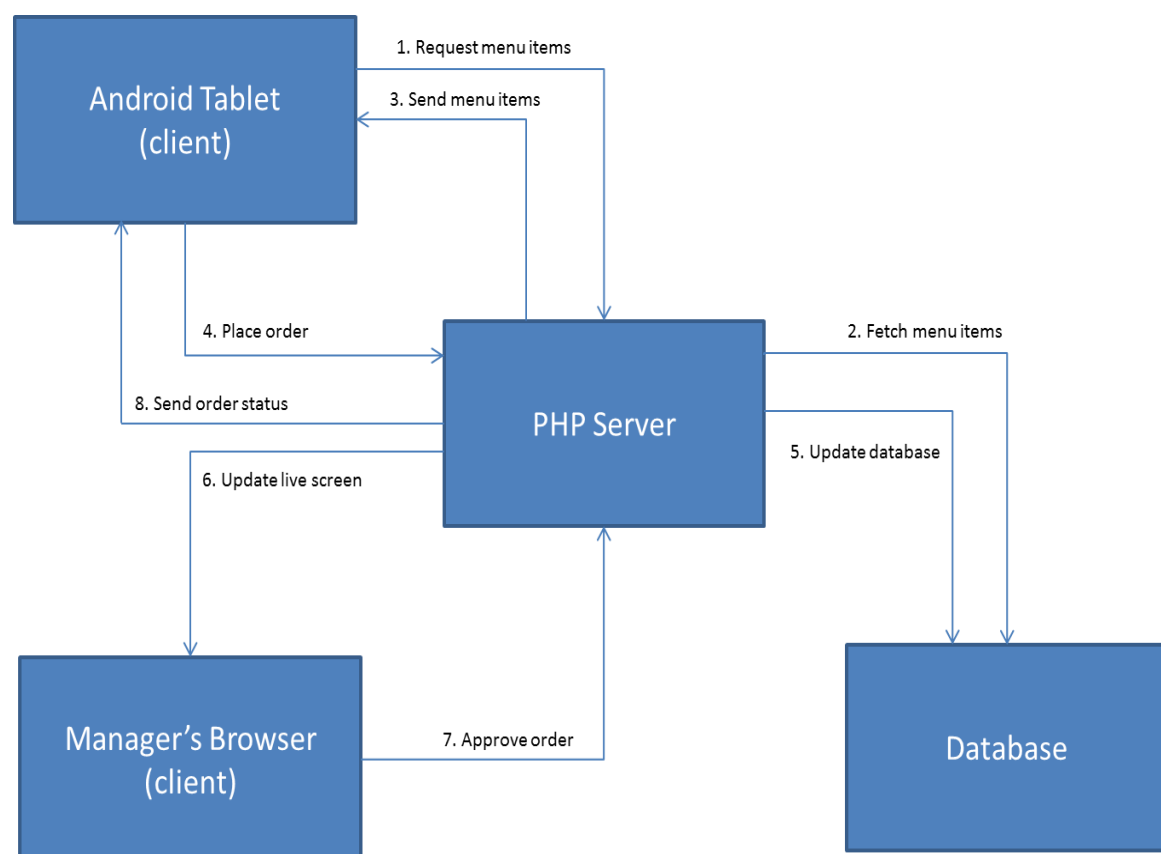 1. Request menu items
Android Tablet
(client)
3. Send menu items
4. Place order
2. Fetch menu items
8. Send order status
PHP Server
5. Update database
6. Update live screen
Manager’s Browser
(client)
7. Approve order
Database